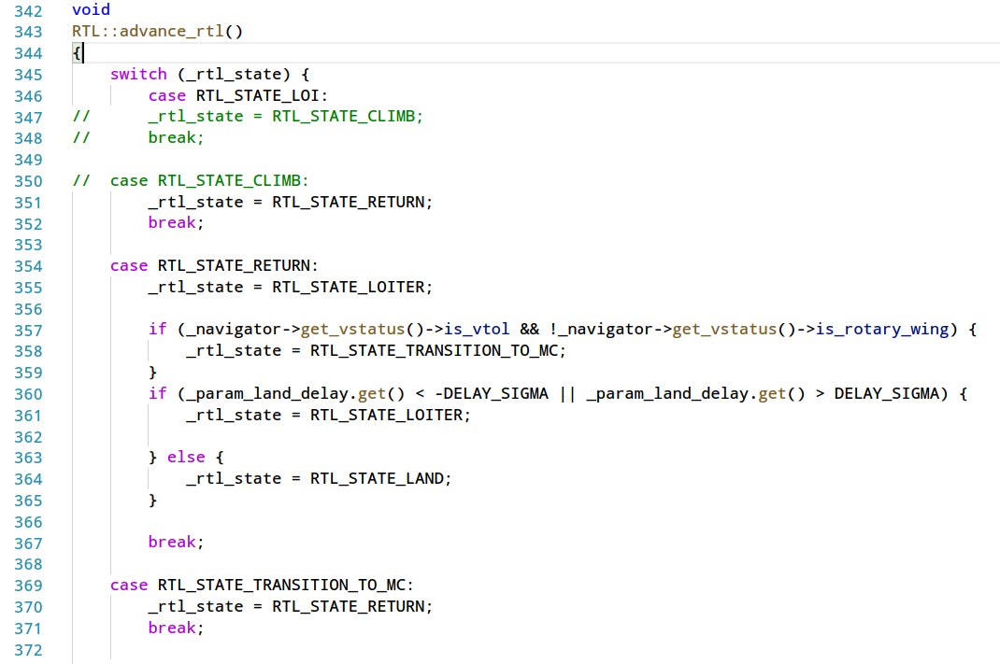 342 void
343 RTL::advance_rtl()
344 {
345     switch (_rtl_state) {
346         case RTL_STATE_LOI:
347 //      _rtl_state = RTL_STATE_CLIMB;
348 //      break;
349
350 //  case RTL_STATE_CLIMB:
351         _rtl_state = RTL_STATE_RETURN;
352         break;
353
354     case RTL_STATE_RETURN:
355         _rtl_state = RTL_STATE_LOITER;
356
357         if (_navigator->get_vstatus()->is_vtol && !_navigator->get_vstatus()->is_rotary_wing) {
358             _rtl_state = RTL_STATE_TRANSITION_TO_MC;
359         }
360         if (_param_land_delay.get() < -DELAY_SIGMA || _param_land_delay.get() > DELAY_SIGMA) {
361             _rtl_state = RTL_STATE_LOITER;
362
363         } else {
364             _rtl_state = RTL_STATE_LAND;
365         }
366
367         break;
368
369     case RTL_STATE_TRANSITION_TO_MC:
370         _rtl_state = RTL_STATE_RETURN;
371         break;
372